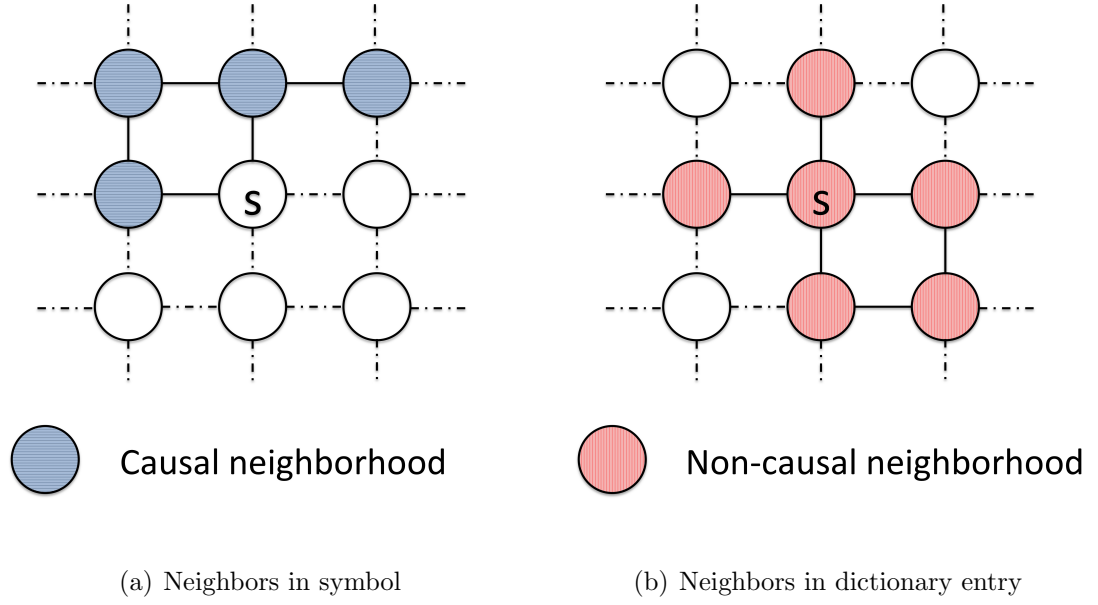 s
s
Causal neighborhood
Non-causal neighborhood
(a) Neighbors in symbol
(b) Neighbors in dictionary entry